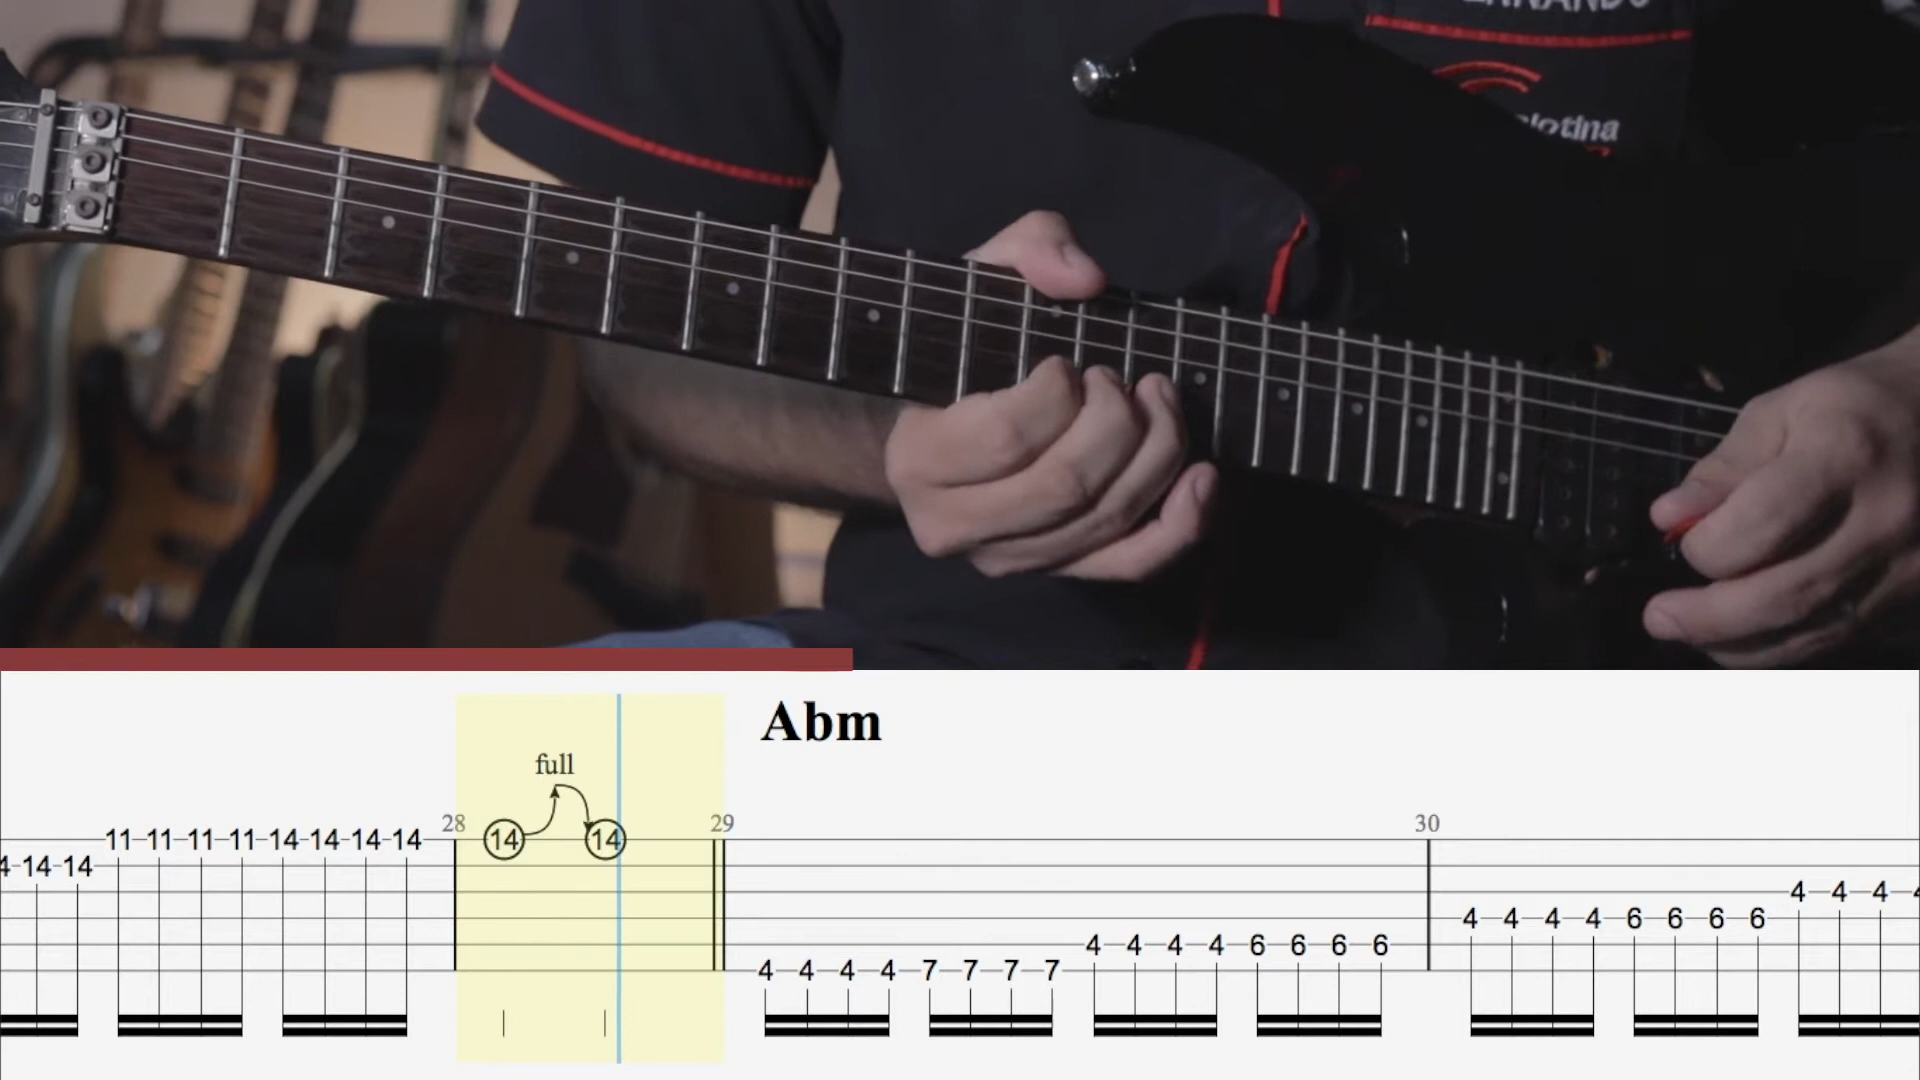 Abm
full
28 29 30
11 11 11 11 14 14 14 14 14 14
14 14
4 4 4 4
4 4 4 4 6 6 6 6
4 4 4 4 6 6 6 6
4 4 4 4 7 7 7 7